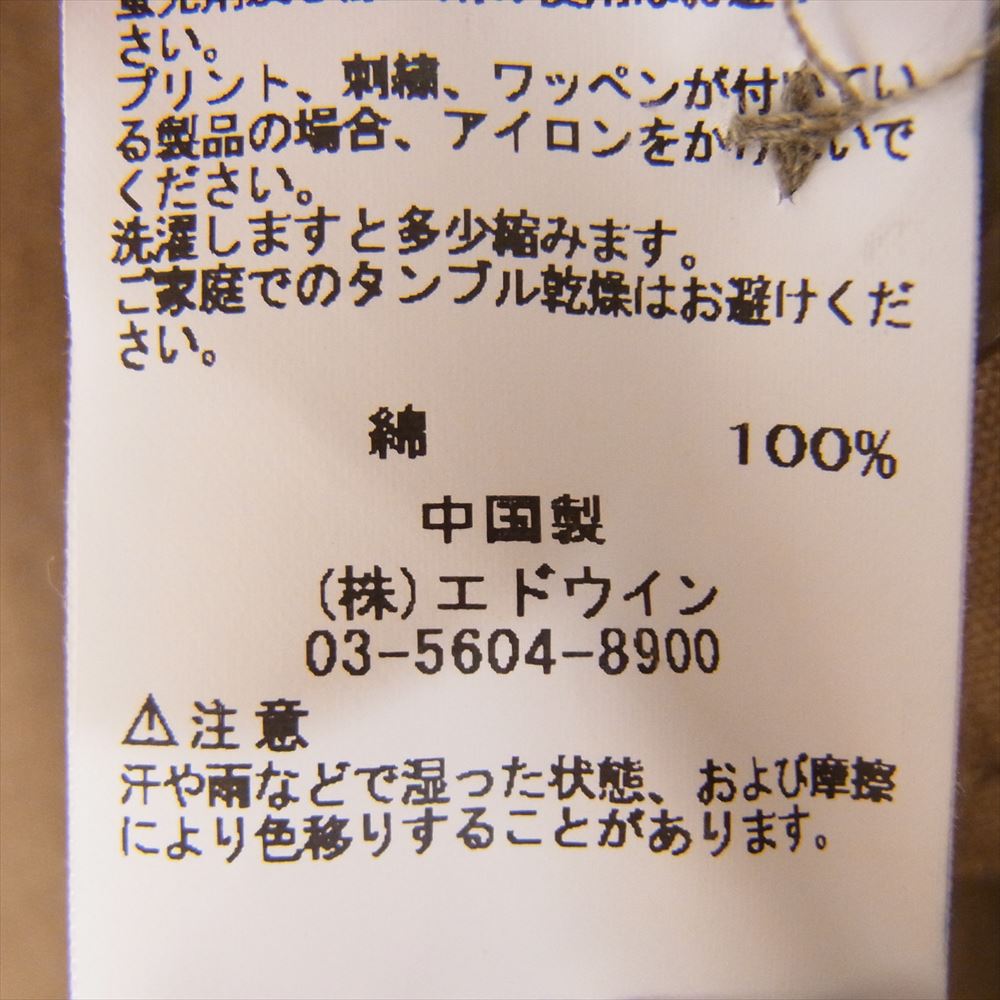 さい。
プリント、刺繍、ワッペンが付いてい
る製品の場合、アイロンをかけないで
ください。
洗濯しますと多少縮みます。
ご家庭でのタンブル乾燥はお避けくだ
さい。
綿 100%
中国製
(株)エドウイン
03-5604-8900
⚠注意
汗や雨などで湿った状態、および摩擦
により色移りすることがあります。